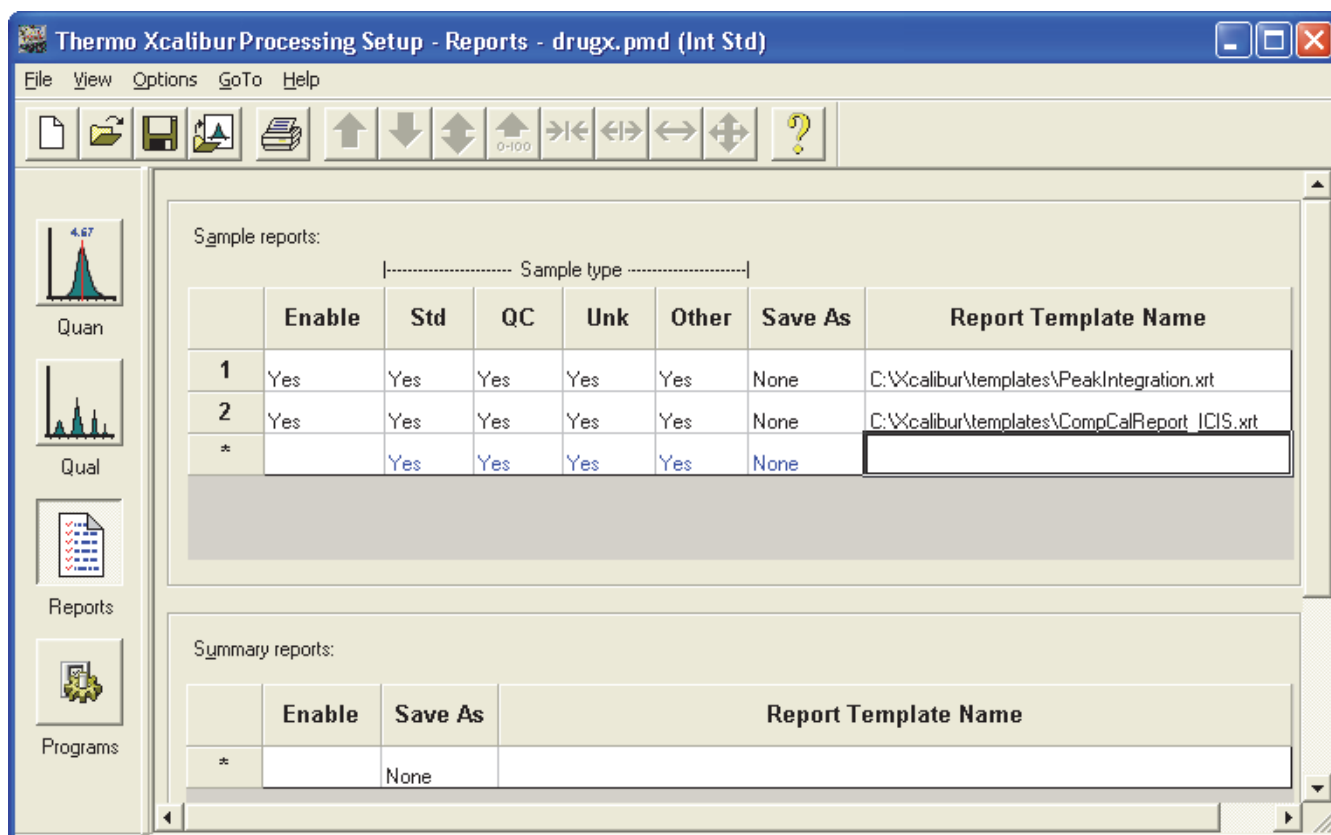 Thermo Xcalibur Processing Setup - Reports - drugx.pmd (Int Std)
File View Options GoTo Help
0-100
4.67
Quan
Qual
Reports
Programs
Sample reports:
|---------------------- Sample type ---------------------|
Enable Std QC Unk Other Save As Report Template Name
1 Yes Yes Yes Yes Yes None C:\Xcalibur\templates\PeakIntegration.xrt
2 Yes Yes Yes Yes Yes None C:\Xcalibur\templates\CompCalReport_ICIS.xrt
* Yes Yes Yes Yes None
Summary reports:
Enable Save As Report Template Name
* None